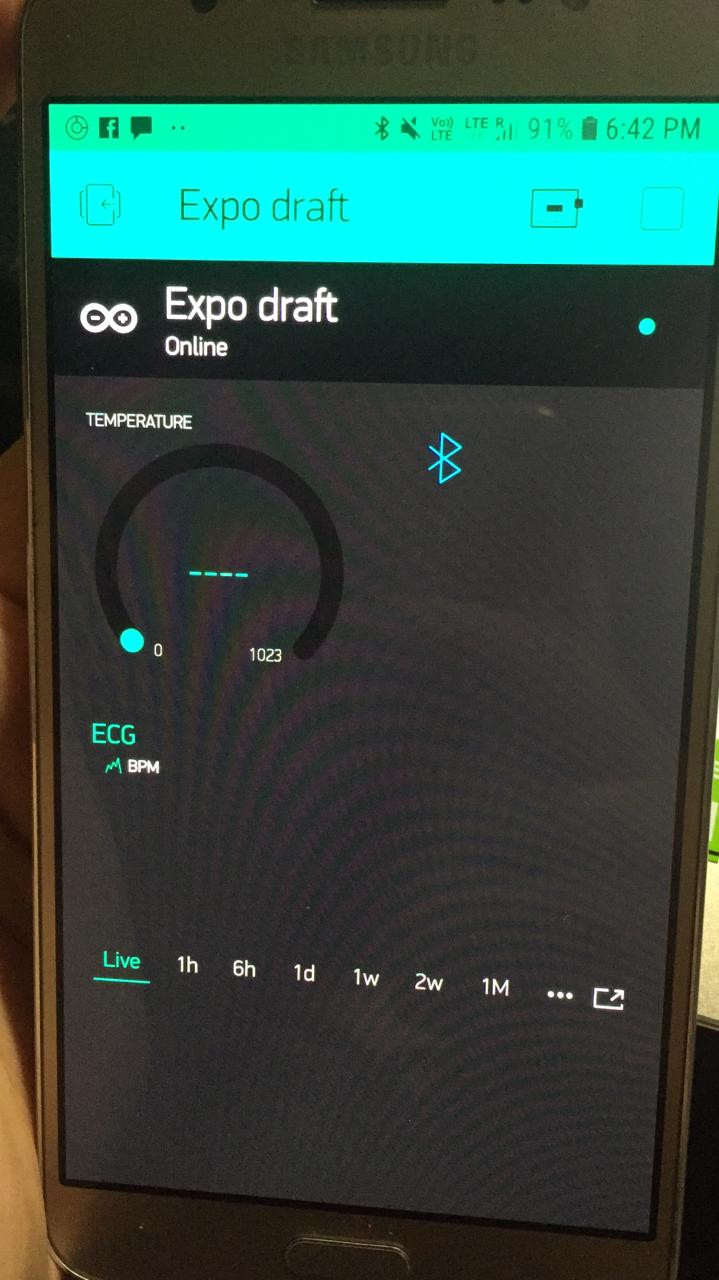 SAMSUNG
Vo)) LTE LTE R 91% 6:42 PM
Expo draft
Expo draft
Online
TEMPERATURE
----
0 1023
ECG
BPM
Live 1h 6h 1d 1w 2w 1M •••